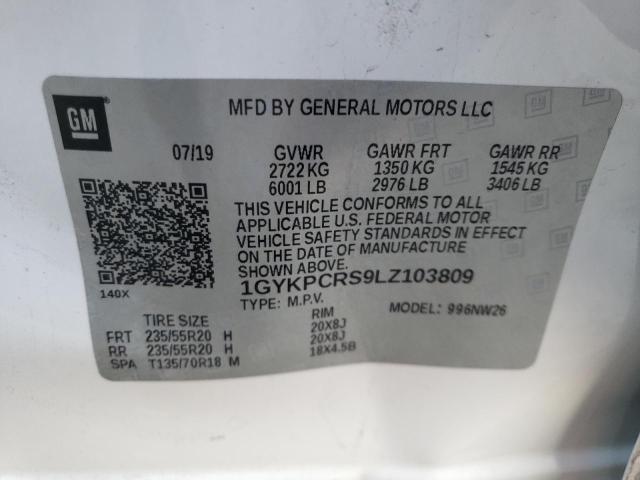 GM
MFD BY GENERAL MOTORS LLC
07/19 GVWR GAWR FRT GAWR RR
2722 KG 1350 KG 1545 KG
6001 LB 2976 LB 3406 LB
THIS VEHICLE CONFORMS TO ALL
APPLICABLE U.S. FEDERAL MOTOR
VEHICLE SAFETY STANDARDS IN EFFECT
ON THE DATE OF MANUFACTURE
SHOWN ABOVE.
140X
1GYKPCRS9LZ103809
TYPE: M.P.V. MODEL: 996NW26
TIRE SIZE RIM
FRT 235/55R20 H 20X8J
RR 235/55R20 H 20X8J
SPA T135/70R18 M 18X4.5B